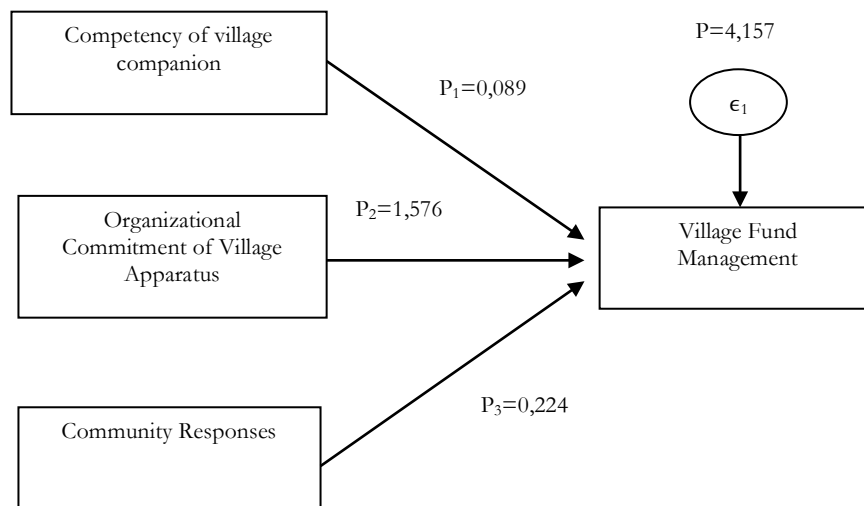 Competency of village
companion
P=4,157
P₁=0,089
ϵ₁
Organizational
Commitment of Village
Apparatus
P₂=1,576
Village Fund
Management
P₃=0,224
Community Responses